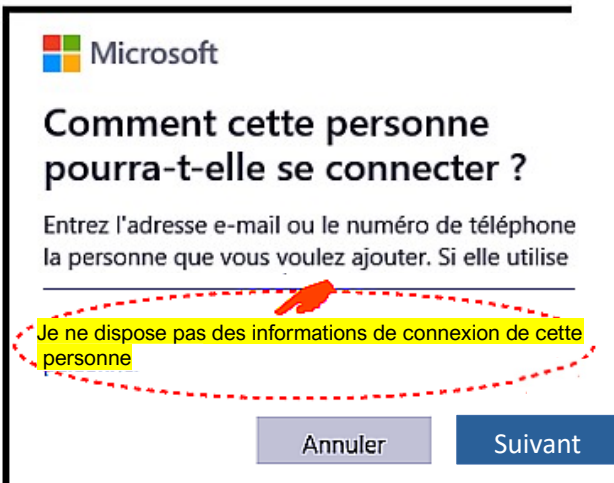 Microsoft
Comment cette personne
pourra-t-elle se connecter ?
Entrez l'adresse e-mail ou le numéro de téléphone
la personne que vous voulez ajouter. Si elle utilise
Je ne dispose pas des informations de connexion de cette
personne
Annuler
Suivant